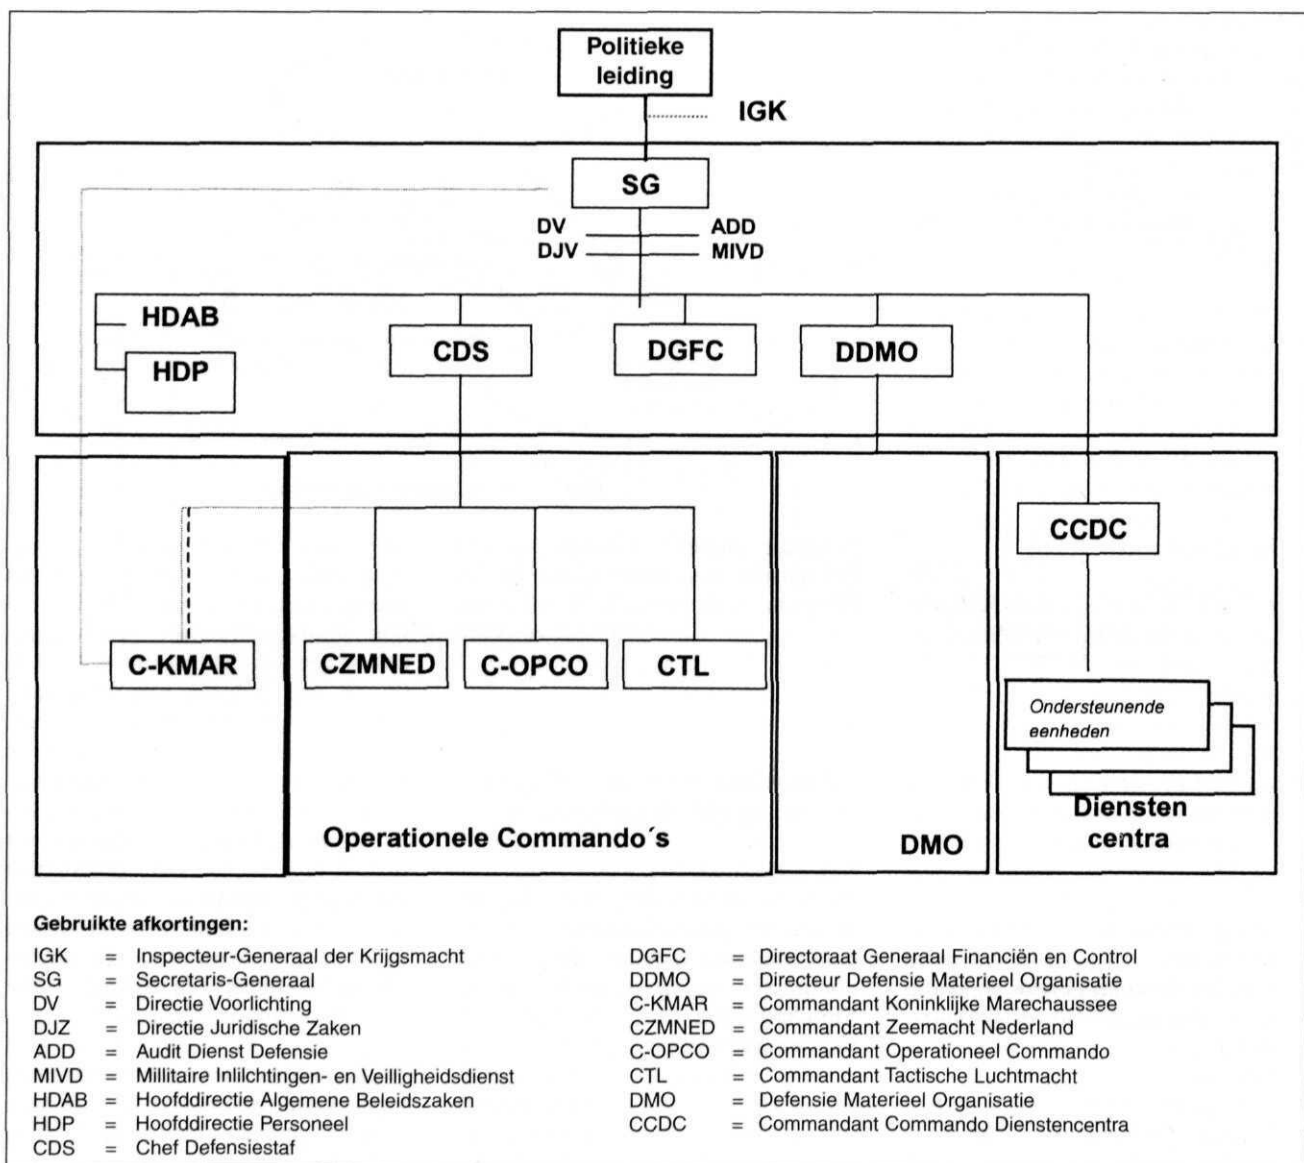 Politieke
leiding
IGK
SG
DV ADD
DJV MIVD
HDAB
HDP
CDS
DGFC
DDMO
CCDC
C-KMAR
CZMNED
C-OPCO
CTL
Ondersteunende
eenheden
Diensten
centra
Operationele Commando´s
DMO
Gebruikte afkortingen:
IGK = Inspecteur-Generaal der Krijgsmacht
SG = Secretaris-Generaal
DV = Directie Voorlichting
DJZ = Directie Juridische Zaken
ADD = Audit Dienst Defensie
MIVD = Millitaire Inlilchtingen- en Veilligheidsdienst
HDAB = Hoofddirectie Algemene Beleidszaken
HDP = Hoofddirectie Personeel
CDS = Chef Defensiestaf
DGFC = Directoraat Generaal Financiën en Control
DDMO = Directeur Defensie Materieel Organisatie
C-KMAR = Commandant Koninklijke Marechaussee
CZMNED = Commandant Zeemacht Nederland
C-OPCO = Commandant Operationeel Commando
CTL = Commandant Tactische Luchtmacht
DMO = Defensie Materieel Organisatie
CCDC = Commandant Commando Dienstencentra